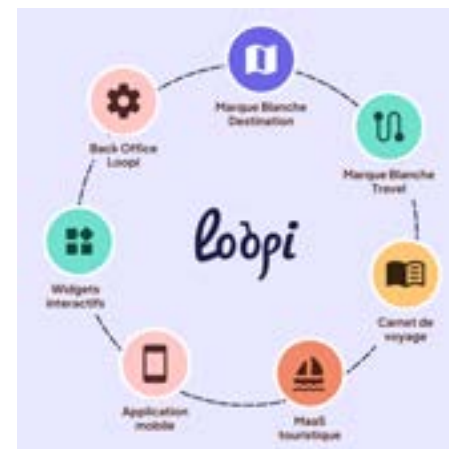 Marque Blanche
Destination
Back Office
Loopi
Marque Blanche
Travel
loopi
Widgets
interactifs
Carnet de
voyage
Application
mobile
MaaS
touristique